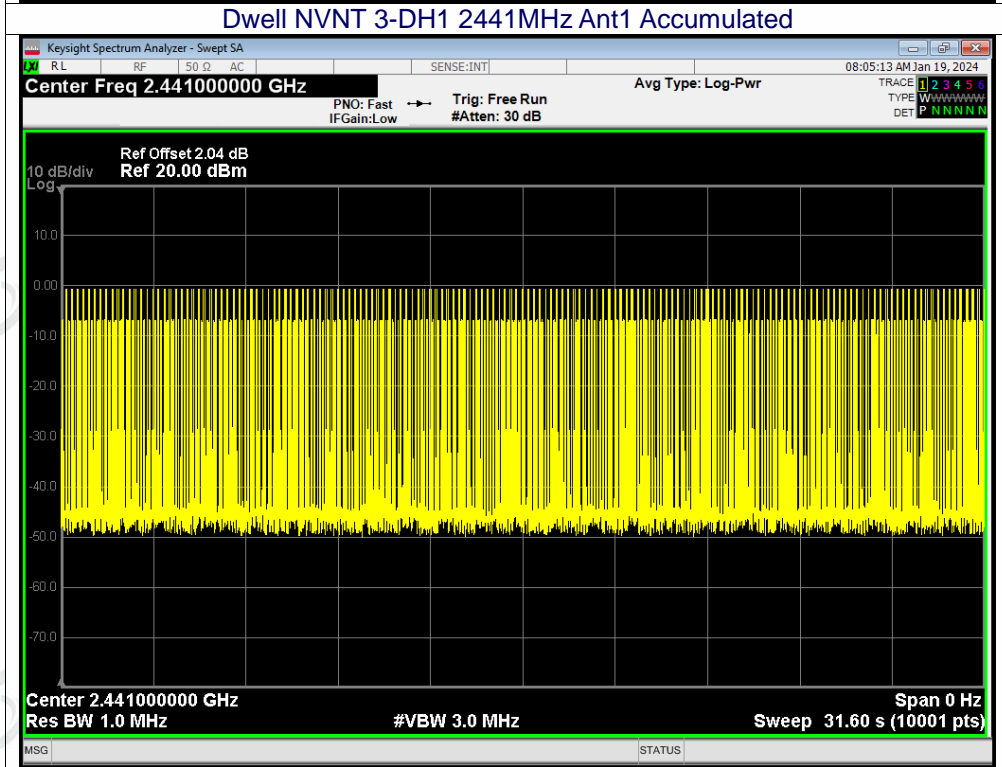 Dwell NVNT 3-DH1 2441MHz Ant1 Accumulated
Keysight Spectrum Analyzer - Swept SA
LXI RL RF 50 Ω AC SENSE:INT 08:05:13 AM Jan 19, 2024
Center Freq 2.441000000 GHz Avg Type: Log-Pwr TRACE 1 2 3 4 5 6
PNO: Fast Trig: Free Run TYPE WWWWWW
IFGain:Low #Atten: 30 dB DET P N N N N N
Ref Offset 2.04 dB
10 dB/div Ref 20.00 dBm
Log
10.0
0.00
-10.0
-20.0
-30.0
-40.0
-50.0
-60.0
-70.0
Center 2.441000000 GHz Span 0 Hz
Res BW 1.0 MHz #VBW 3.0 MHz Sweep 31.60 s (10001 pts)
MSG STATUS